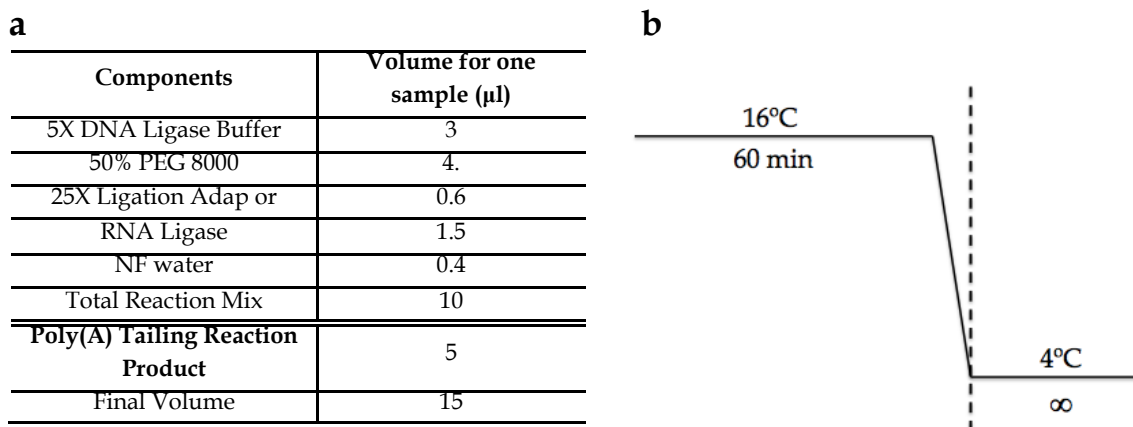 a
Components
Volume for one
sample (µl)
5X DNA Ligase Buffer
3
50% PEG 8000
4.
25X Ligation Adap or
0.6
RNA Ligase
1.5
NF water
0.4
Total Reaction Mix
10
Poly(A) Tailing Reaction
Product
5
Final Volume
15
b
16ºC
60 min
4ºC
∞